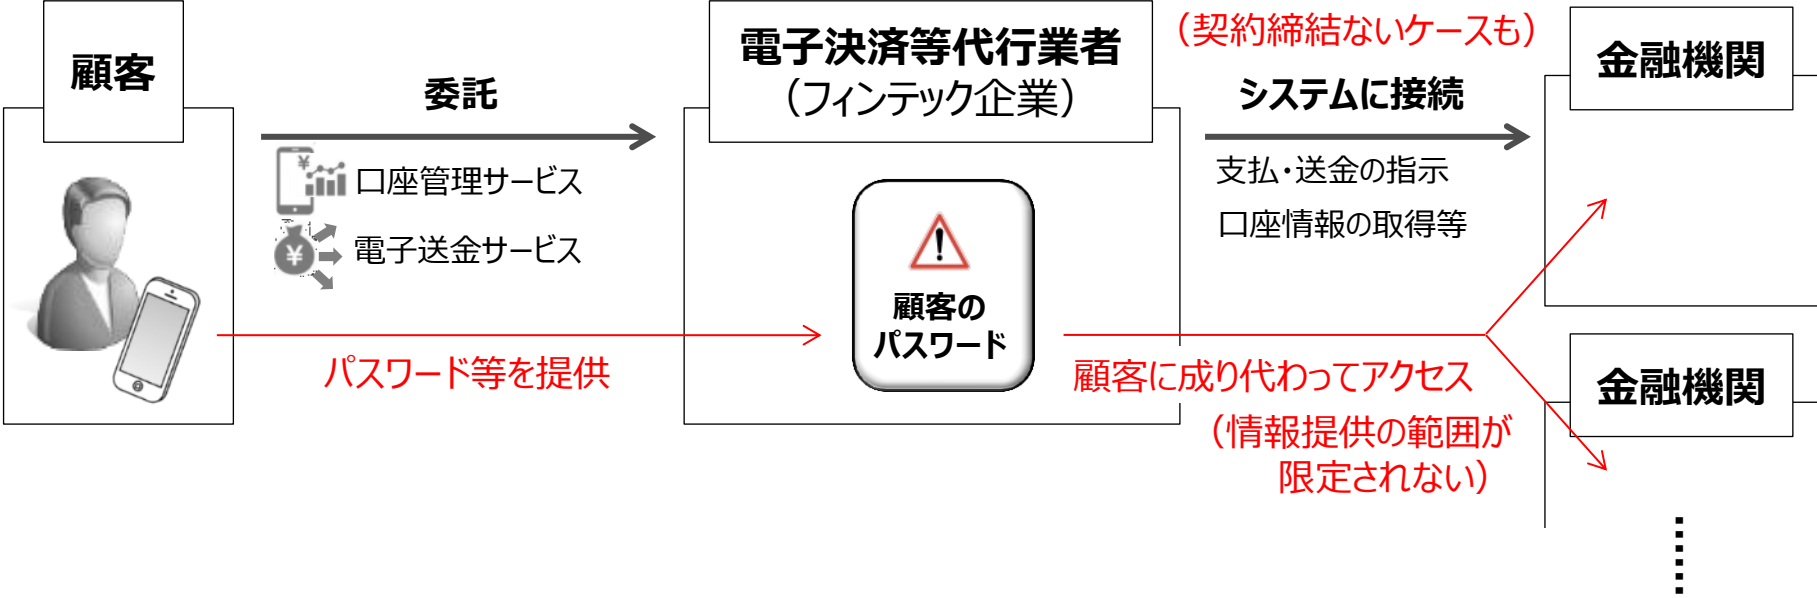 顧客
委託
口座管理サービス
電子送金サービス
パスワード等を提供
電子決済等代行業者
（フィンテック企業）
顧客の
パスワード
（契約締結ないケースも）
システムに接続
支払・送金の指示
口座情報の取得等
顧客に成り代わってアクセス
（情報提供の範囲が
限定されない）
金融機関
金融機関